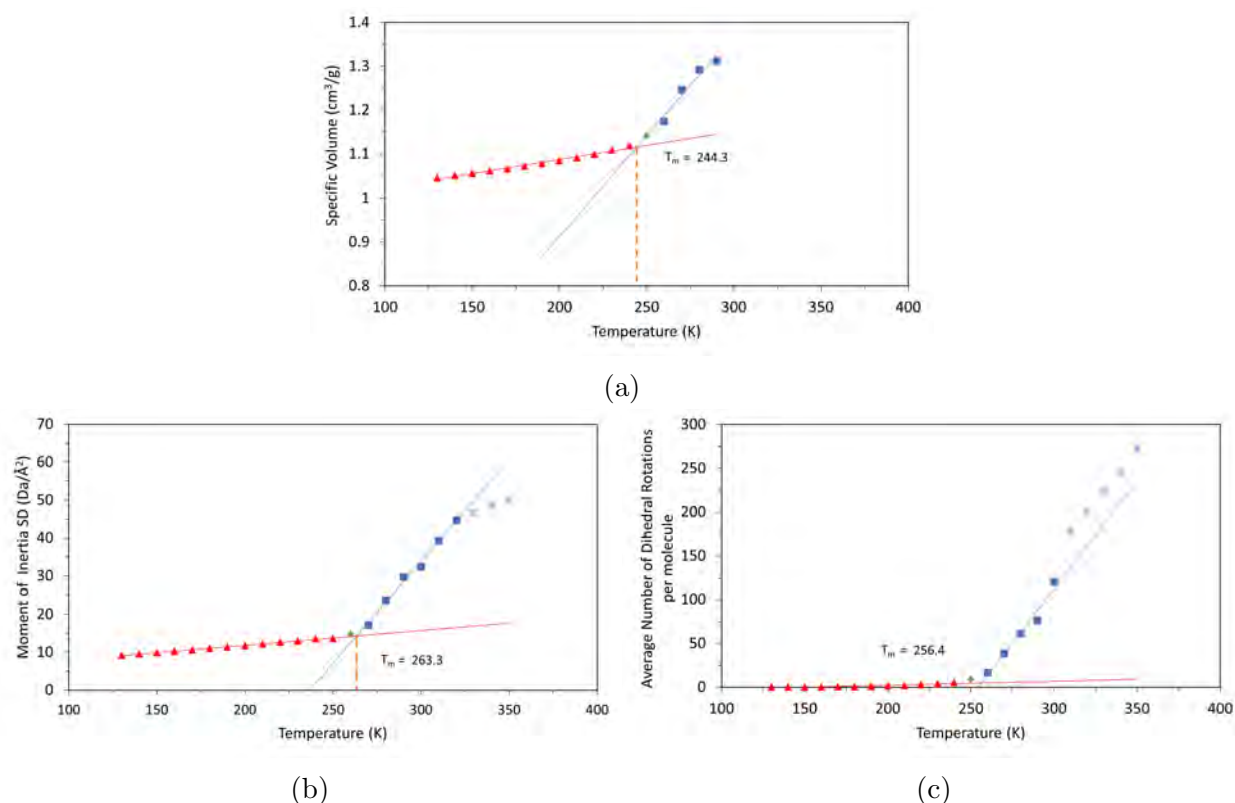 1.4
1.3
1.2
1.1
1
0.9
0.8
Specific Volume (cm³/g)
Tₘ = 244.3
100 150 200 250 300 350 400
Temperature (K)
(a)
70
60
50
40
30
20
10
0
Moment of Inertia SD (Da/Å²)
Tₘ = 263.3
100 150 200 250 300 350 400
Temperature (K)
(b)
300
250
200
150
100
50
0
Average Number of Dihedral Rotations
per molecule
Tₘ = 256.4
100 150 200 250 300 350 400
Temperature (K)
(c)